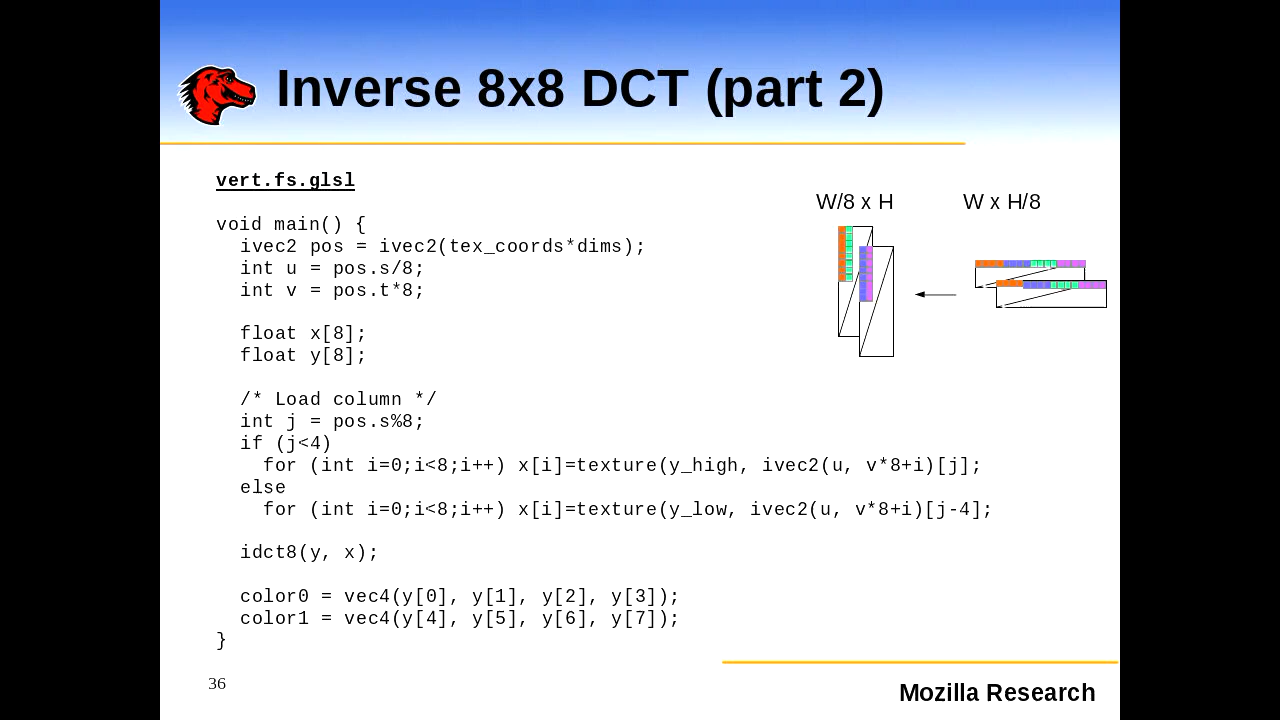 Inverse 8x8 DCT (part 2)
vert.fs.glsl
W/8 x H
W x H/8
void main() {
  ivec2 pos = ivec2(tex_coords*dims);
  int u = pos.s/8;
  int v = pos.t*8;
  float x[8];
  float y[8];
  /* Load column */
  int j = pos.s%8;
  if (j<4)
    for (int i=0;i<8;i++) x[i]=texture(y_high, ivec2(u, v*8+i)[j];
  else
    for (int i=0;i<8;i++) x[i]=texture(y_low, ivec2(u, v*8+i)[j-4];
  idct8(y, x);
  color0 = vec4(y[0], y[1], y[2], y[3]);
  color1 = vec4(y[4], y[5], y[6], y[7]);
}
36
Mozilla Research